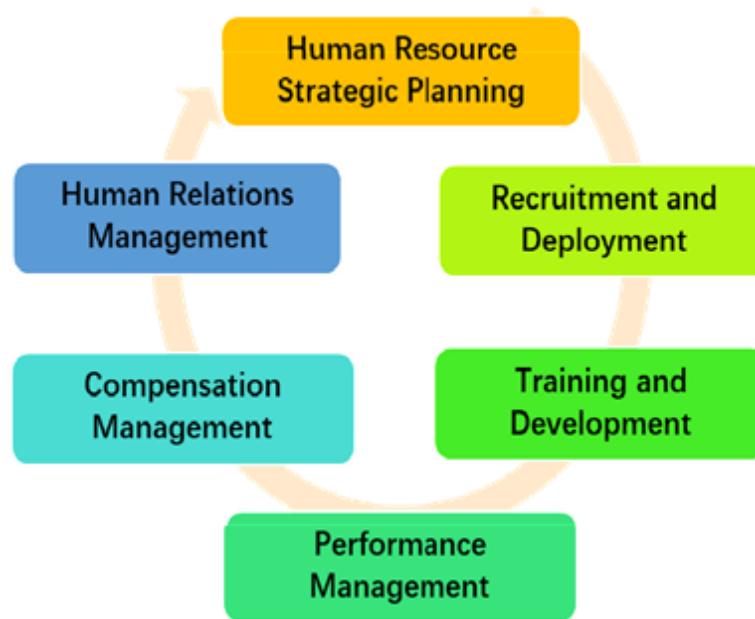 Human Resource
Strategic Planning
Human Relations
Management
Recruitment and
Deployment
Compensation
Management
Training and
Development
Performance
Management